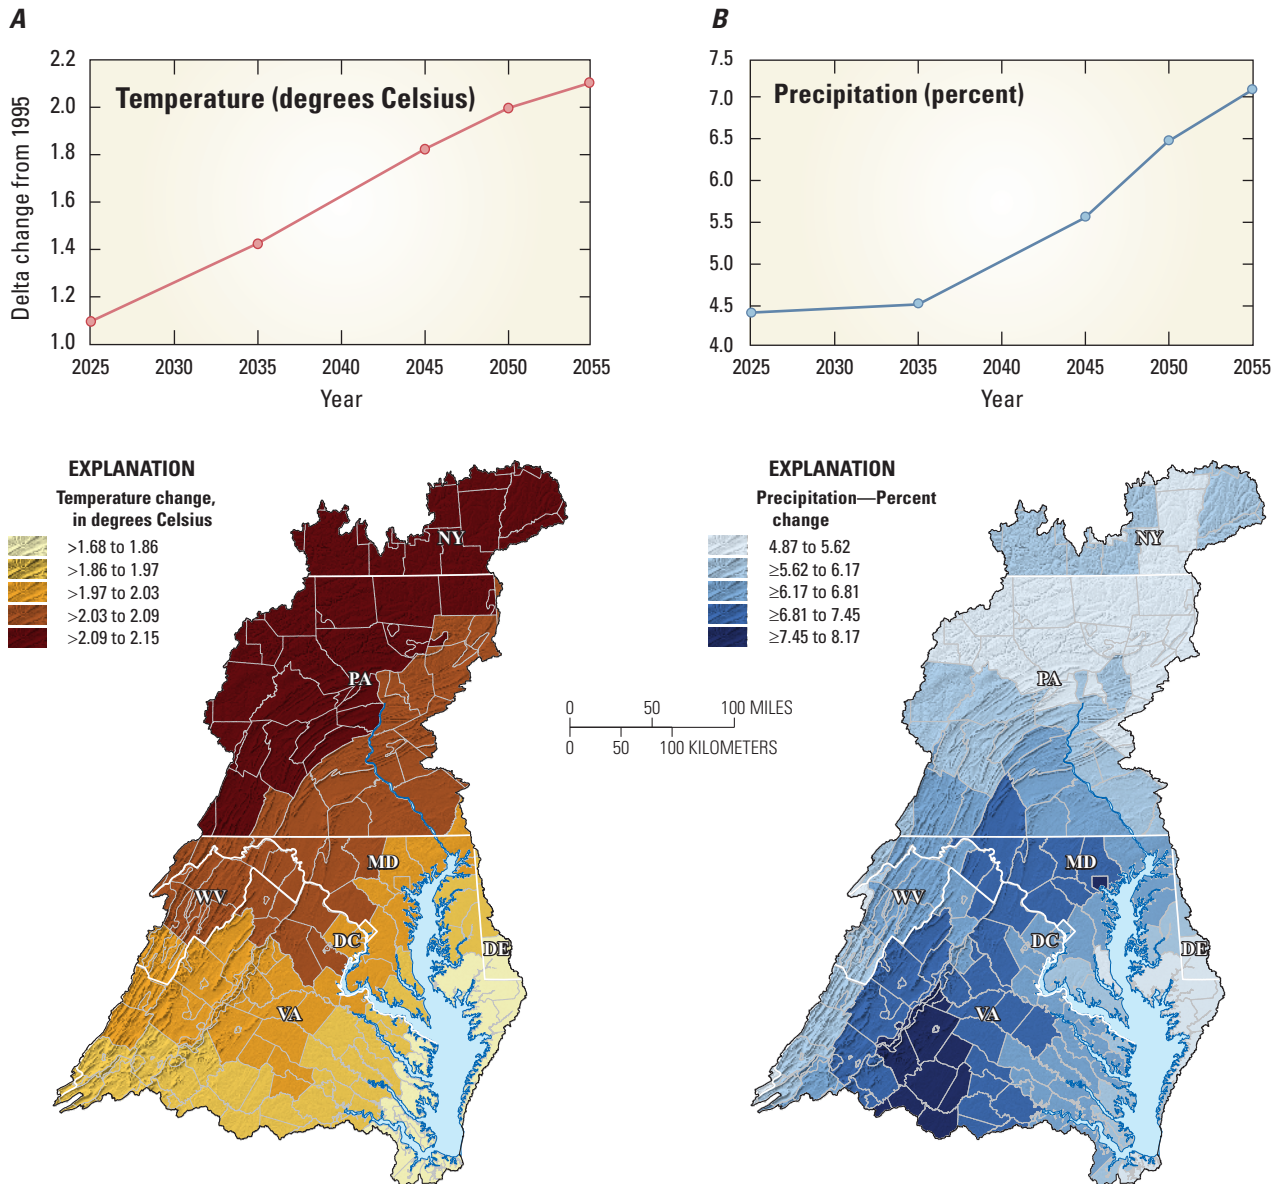 A
B
2.2
2.0
1.8
1.6
1.4
1.2
1.0
Delta change from 1995
Temperature (degrees Celsius)
2025 2030 2035 2040 2045 2050 2055
Year
7.5
7.0
6.5
6.0
5.5
5.0
4.5
4.0
Precipitation (percent)
2025 2030 2035 2040 2045 2050 2055
Year
EXPLANATION
Temperature change,
in degrees Celsius
>1.68 to 1.86
>1.86 to 1.97
>1.97 to 2.03
>2.03 to 2.09
>2.09 to 2.15
NY
PA
MD
WV
DC
DE
VA
0 50 100 MILES
0 50 100 KILOMETERS
EXPLANATION
Precipitation—Percent
change
4.87 to 5.62
≥5.62 to 6.17
≥6.17 to 6.81
≥6.81 to 7.45
≥7.45 to 8.17
NY
PA
MD
WV
DC
DE
VA